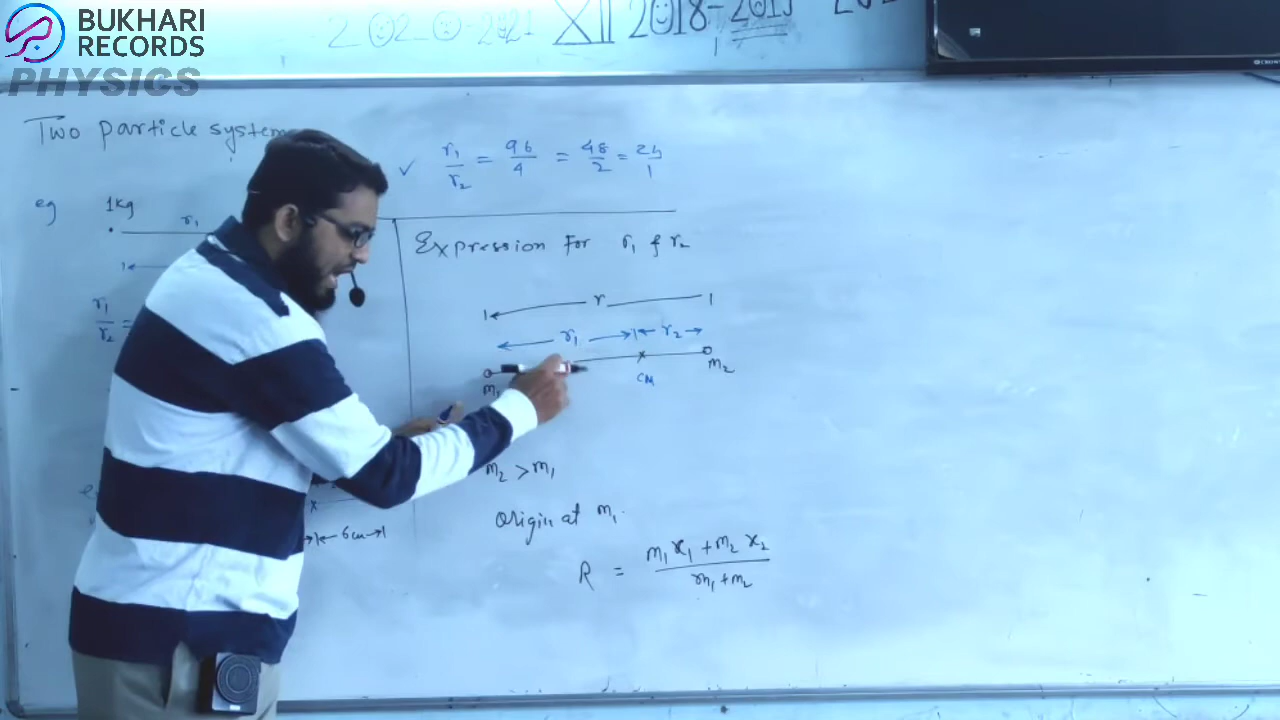 BUKHARI
RECORDS
PHYSICS
2020 2021 XII 2018-2019
Two particle system
r₁/r₂ = 96/4 = 48/2 = 24/1
eg 1kg r₁
r₁/r₂ =
Expression For r₁ & r₂
r
r₁ r₂
m₁ CM m₂
m₂ > m₁
origin at m₁.
R = m₁x₁ + m₂x₂ / m₁ + m₂
6cm